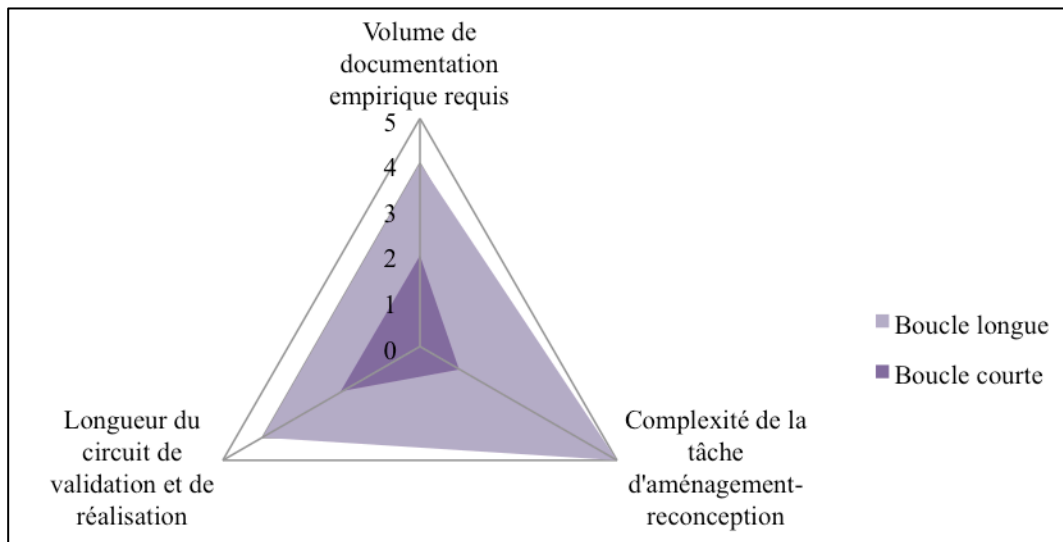 Volume de
documentation
empirique requis
5
4
3
2
1
0
Boucle longue
Boucle courte
Longueur du
circuit de
validation et de
réalisation
Complexité de la
tâche
d'aménagement-
reconception